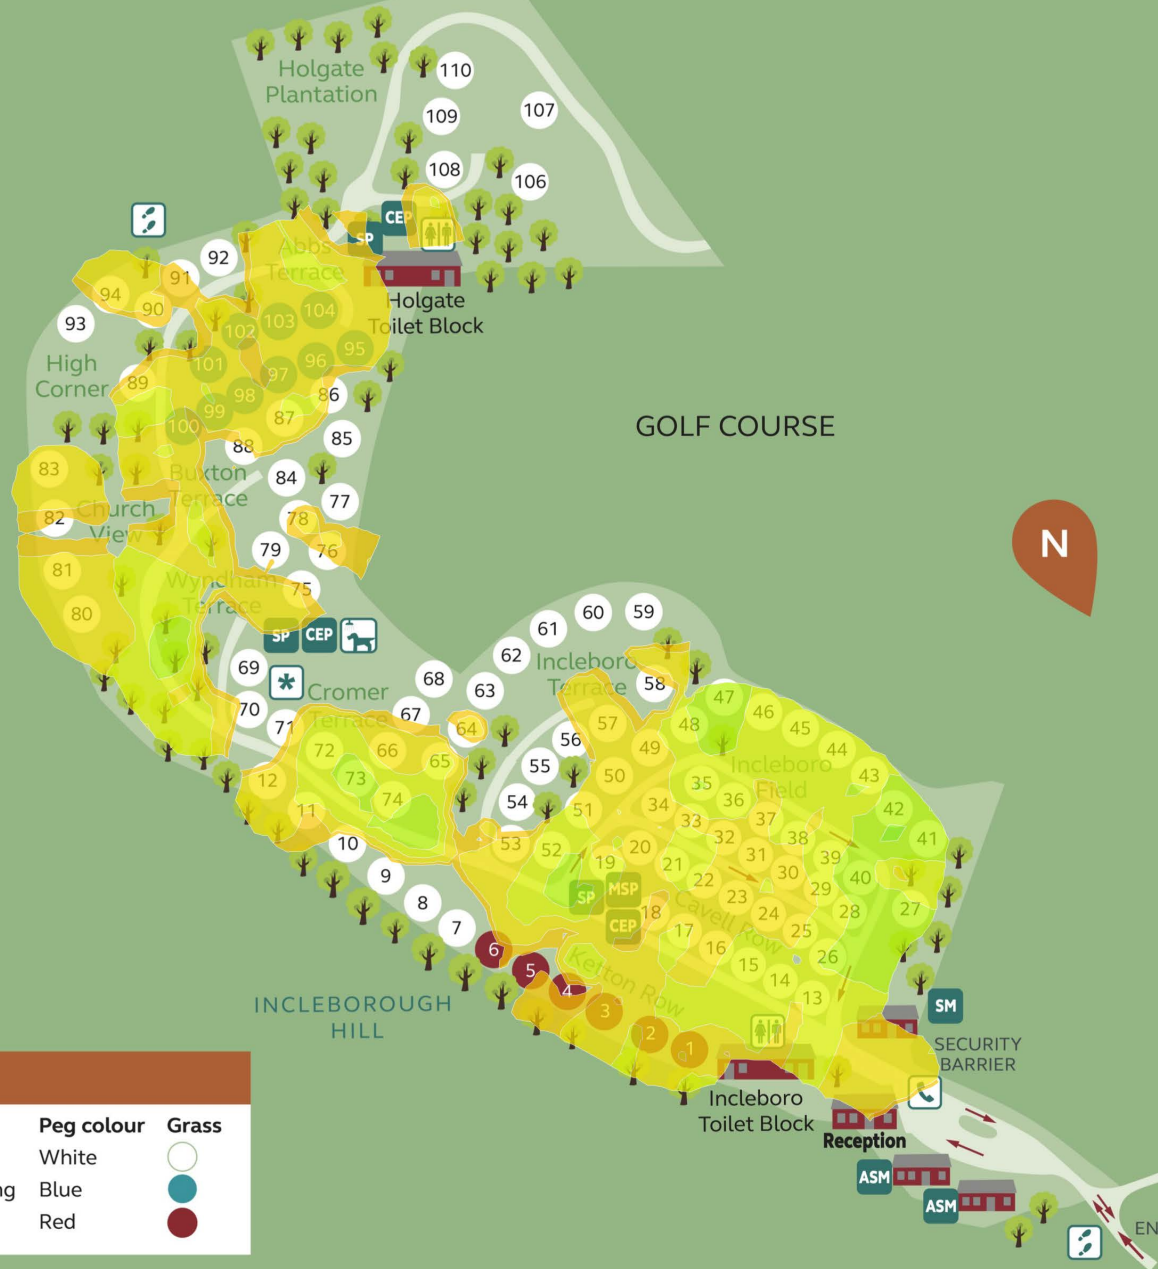 Holgate
Plantation
110
109
107
108
106
CEP
SP
92
Abbs
Terrace
91
94
90
Holgate
Toilet Block
93
104
103
102
95
96
101
97
High
Corner
89
98
86
99
87
100
88
85
GOLF COURSE
83
Buxton
Terrace
84
77
82
Church
View
78
79
76
81
Wyndham
Terrace
75
80
SP
CEP
N
61
60
59
62
Incleboro
Terrace
69
*
68
63
58
Cromer
Terrace
70
71
67
64
47
46
48
45
57
56
44
72
66
49
65
Incleboro
Field
43
12
73
55
50
35
74
54
34
36
42
11
51
33
37
10
53
52
32
38
41
20
31
39
19
21
30
40
9
22
29
SP
MSP
23
8
CEP
18
Cavell Row
24
28
27
7
17
25
6
16
26
5
Ketton Row
15
14
4
13
3
INCLEBOROUGH
HILL
SM
2
1
SECURITY
BARRIER
Incleboro
Toilet Block
Reception
ASM
ASM
Peg colour Grass
White
ng Blue
Red
EN